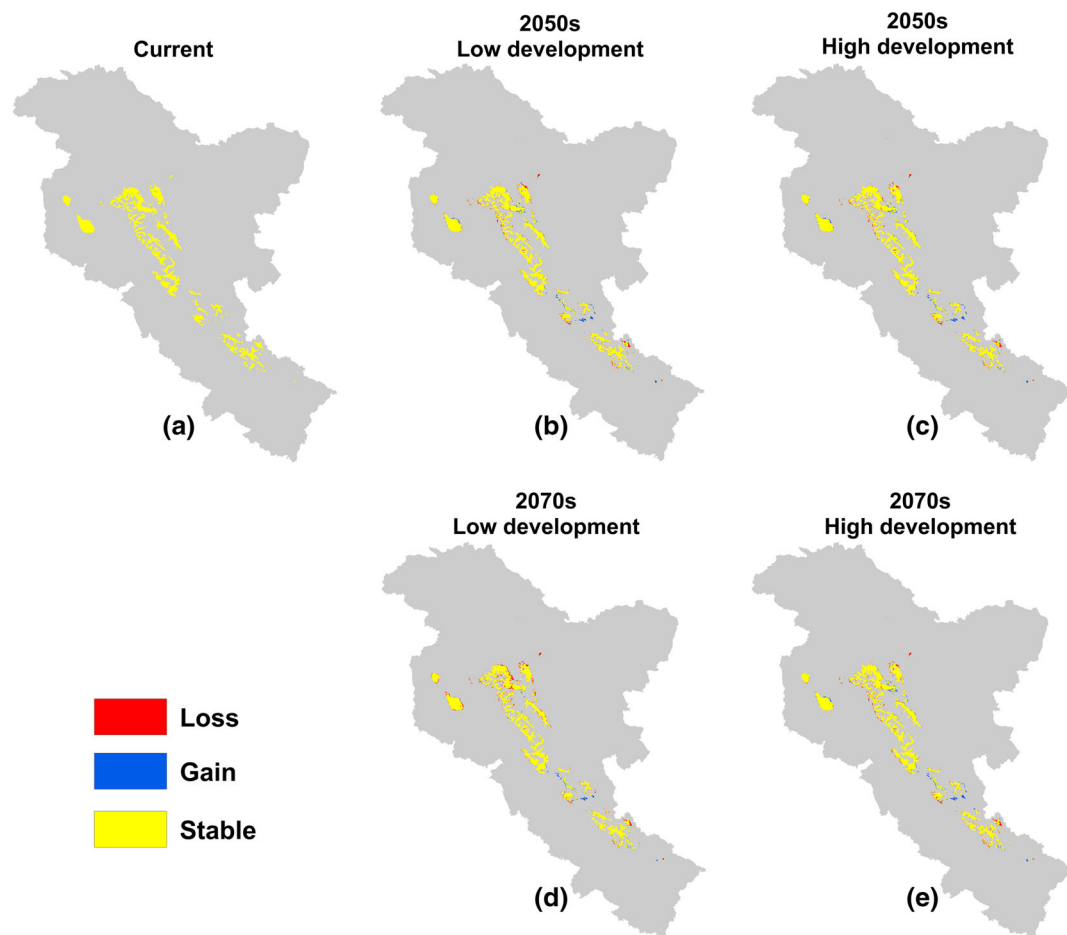 Current
2050s
Low development
2050s
High development
(a)
(b)
(c)
2070s
Low development
2070s
High development
Loss
Gain
Stable
(d)
(e)